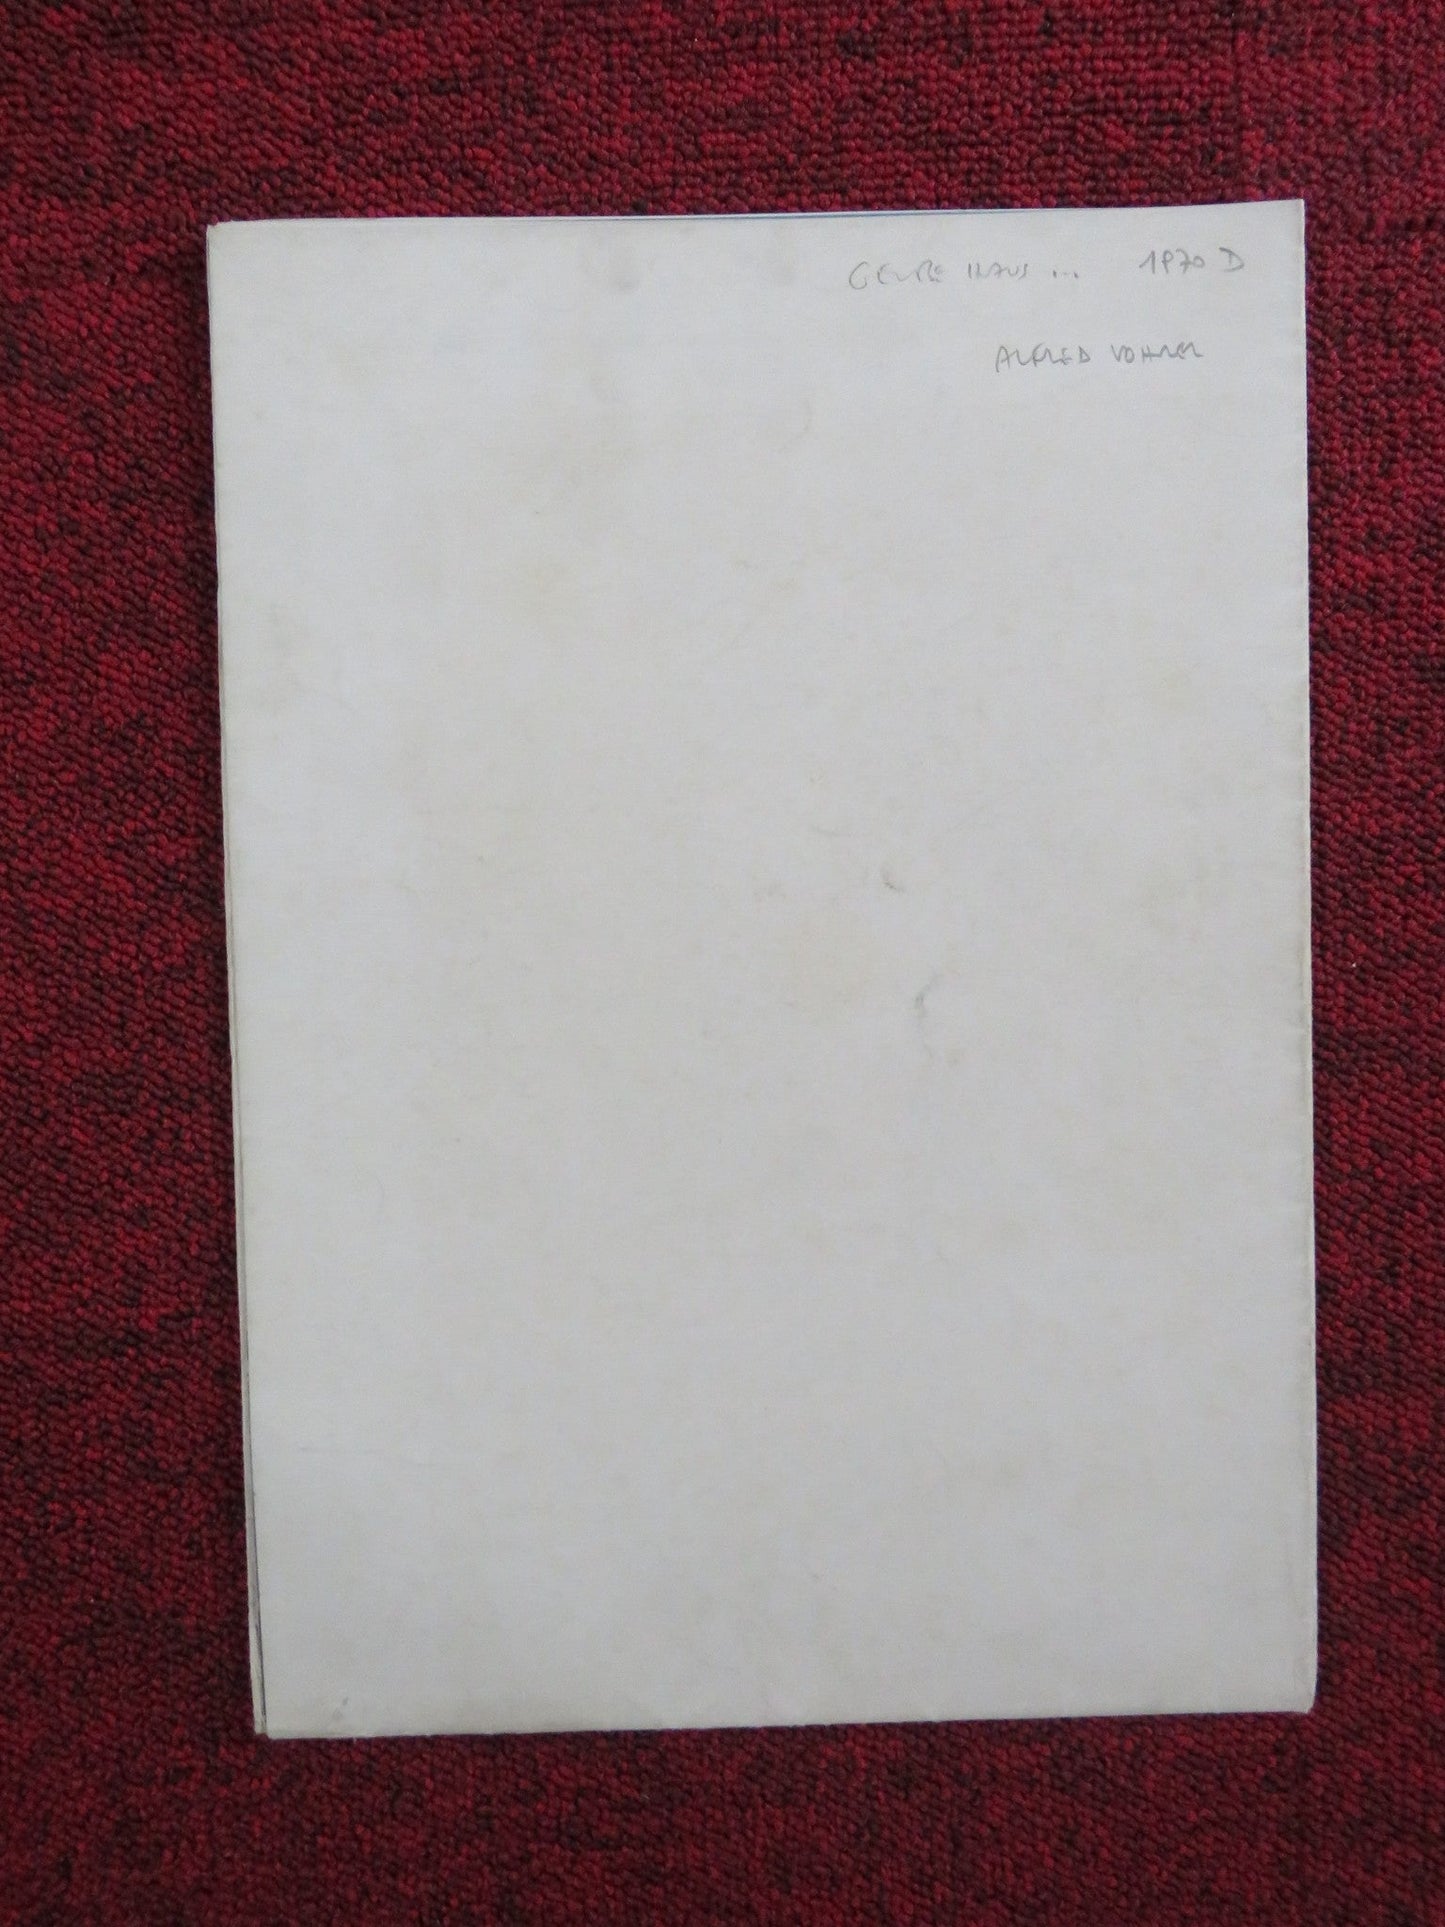 GELBE HAUS ... 1970 D
ALFRED VOHRER